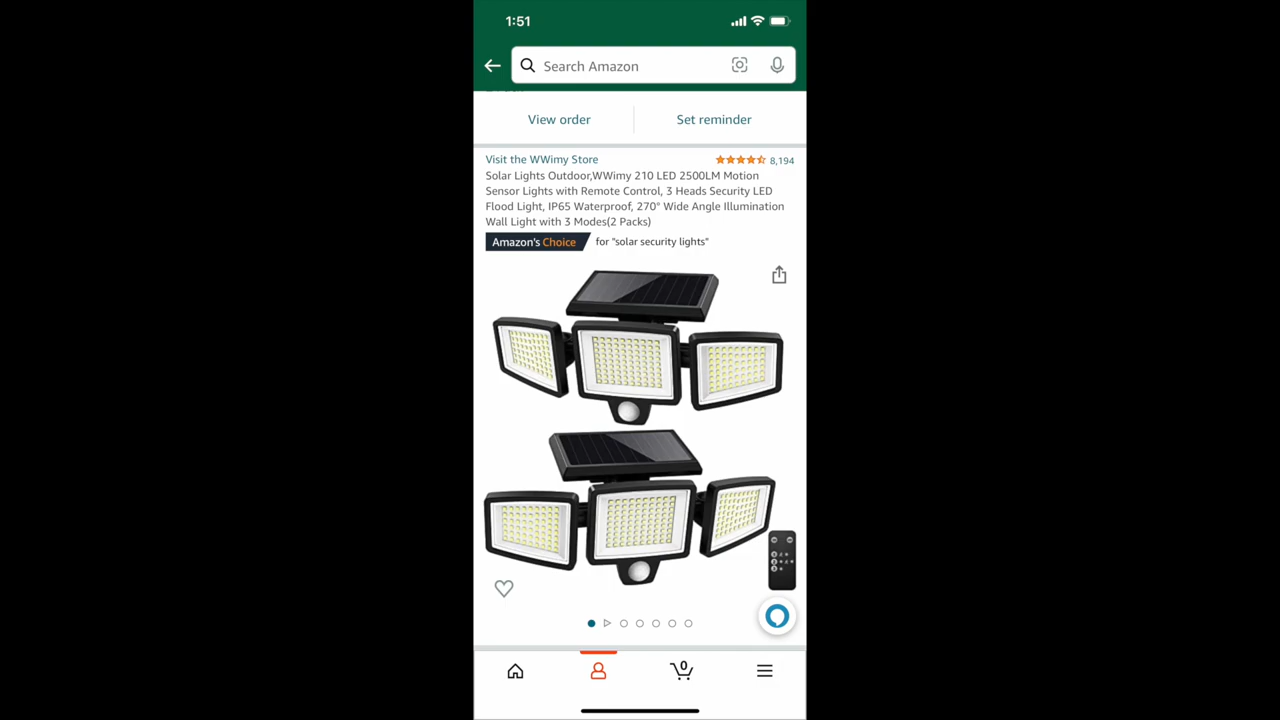 1:51
Search Amazon
View order
Set reminder
Visit the WWimy Store
8,194
Solar Lights Outdoor,WWimy 210 LED 2500LM Motion
Sensor Lights with Remote Control, 3 Heads Security LED
Flood Light, IP65 Waterproof, 270° Wide Angle Illumination
Wall Light with 3 Modes(2 Packs)
Amazon's Choice for "solar security lights"
0